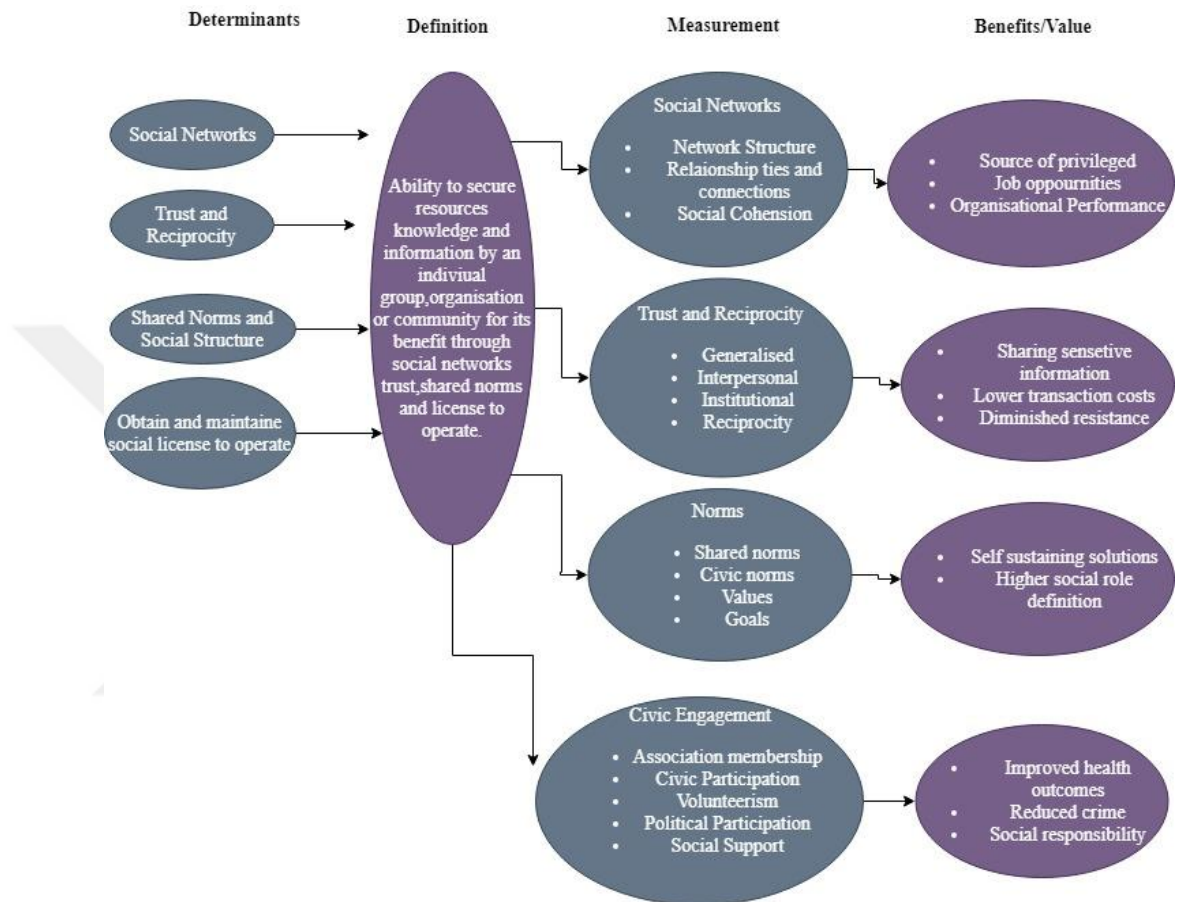 Determinants
Definition
Measurement
Benefits/Value
Social Networks
Trust and
Reciprocity
Shared Norms and
Social Structure
Obtain and maintaine
social license to operate
Ability to secure
resources
knowledge and
information by an
indiviual
group,organisation
or community for its
benefit through
social networks
trust,shared norms
and license to
operate.
Social Networks
• Network Structure
• Relaionship ties and
connections
• Social Cohension
Trust and Reciprocity
• Generalised
• Interpersonal
• Institutional
• Reciprocity
Norms
• Shared norms
• Civic norms
• Values
• Goals
Civic Engagement
• Association membership
• Civic Participation
• Volunteerism
• Political Participation
• Social Support
• Source of privileged
• Job oppournities
• Organisational Performance
• Sharing sensetive
information
• Lower transaction costs
• Diminished resistance
• Self sustaining solutions
• Higher social role
definition
• Improved health
outcomes
• Reduced crime
• Social responsibility